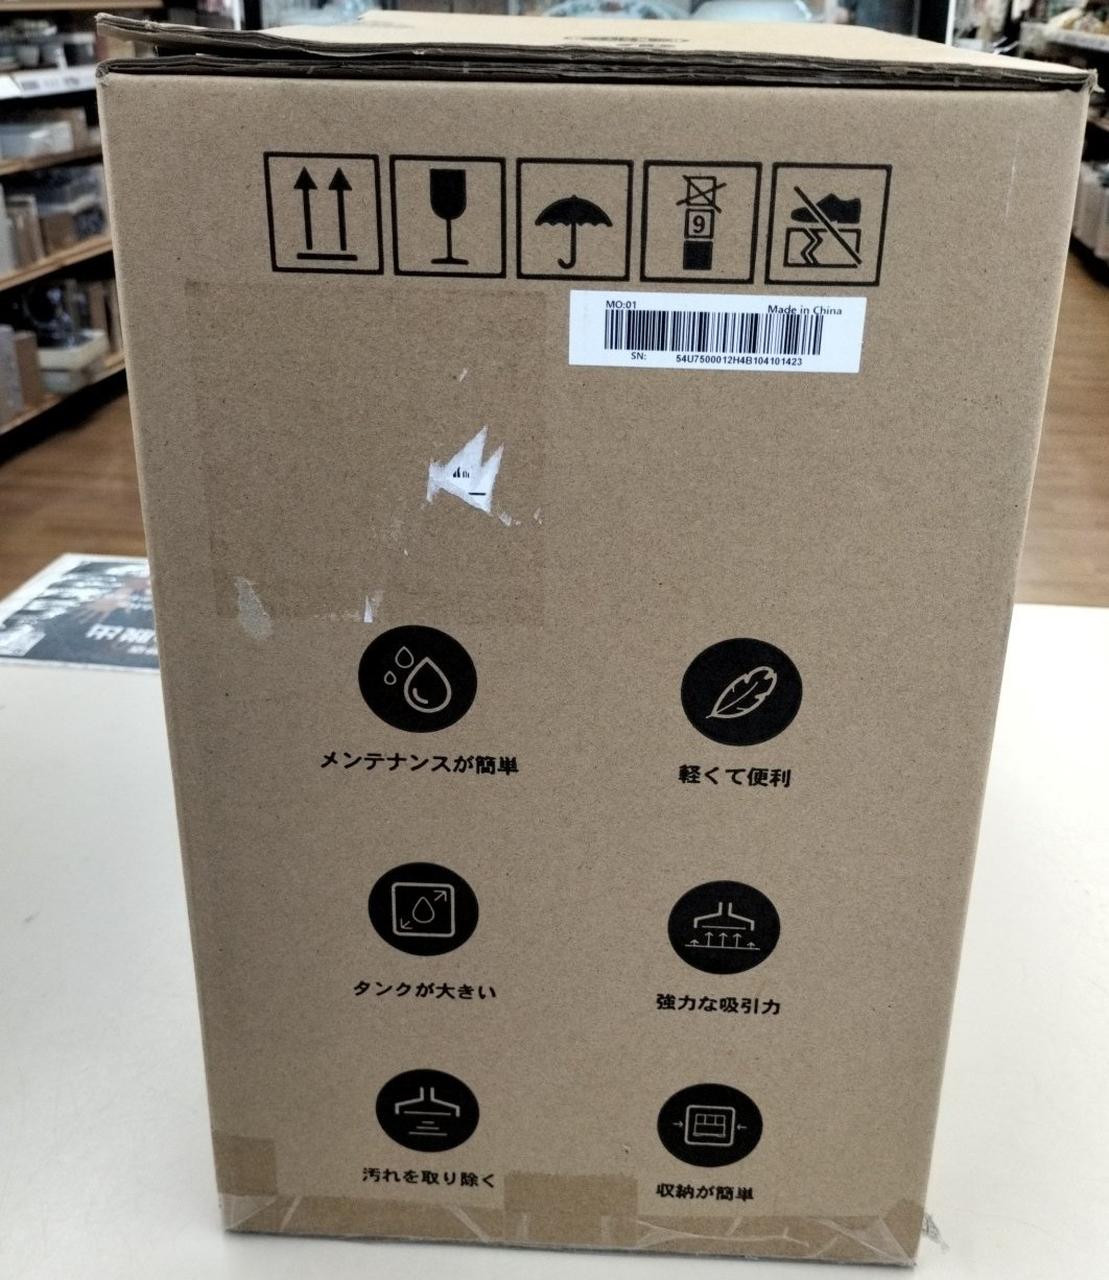 9
MO:01
Made in China
SN: 54U7500012H4B104101423
メンテナンスが簡単
軽くて便利
タンクが大きい
強力な吸引力
汚れを取り除く
収納が簡単